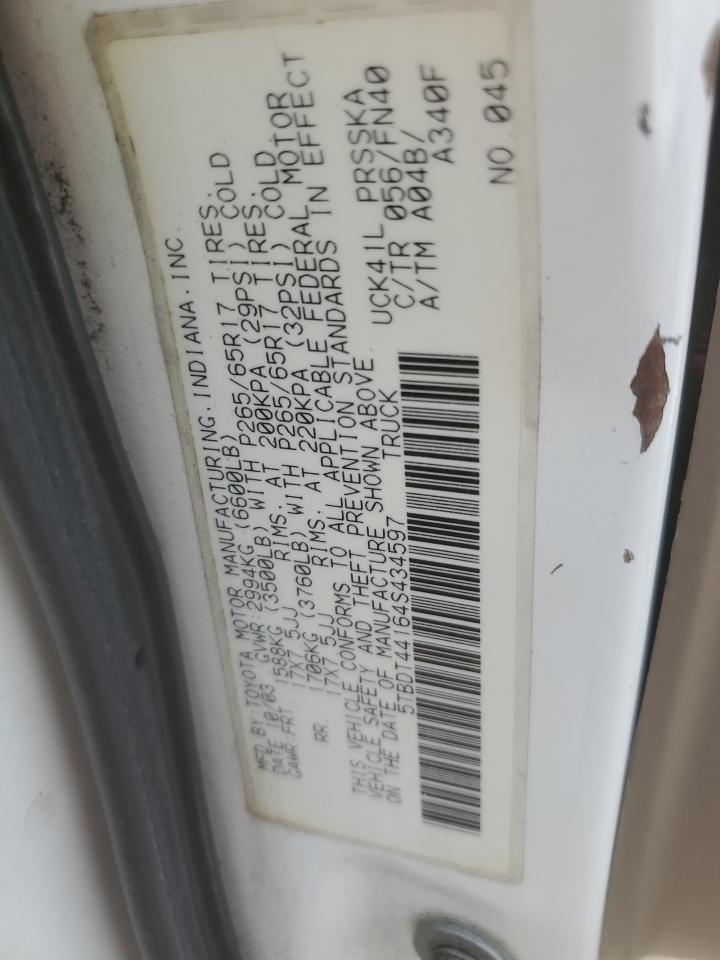 MFD BY:TOYOTA MOTOR MANUFACTURING.INDIANA.INC.
DATE 10/03 GVWR:2994KG (6600LB)
GAWR:FRT 1588KG (3500LB) WITH P265/65R17 TIRES.
17X7.5JJ RIMS. AT 200KPA (29PSI) COLD
RR. 1706KG (3760LB) WITH P265/65R17 TIRES.
17X7.5JJ RIMS. AT 220KPA (32PSI) COLD.
THIS VEHICLE CONFORMS TO ALL APPLICABLE FEDERAL MOTOR
VEHICLE SAFETY AND THEFT PREVENTION STANDARDS IN EFFECT
ON THE DATE OF MANUFACTURE SHOWN ABOVE.
5TBDT44164S434597 TRUCK
UCK41L PRSSKA
C/TR 056/FN40
A/TM A04B/
A340F
NO 045